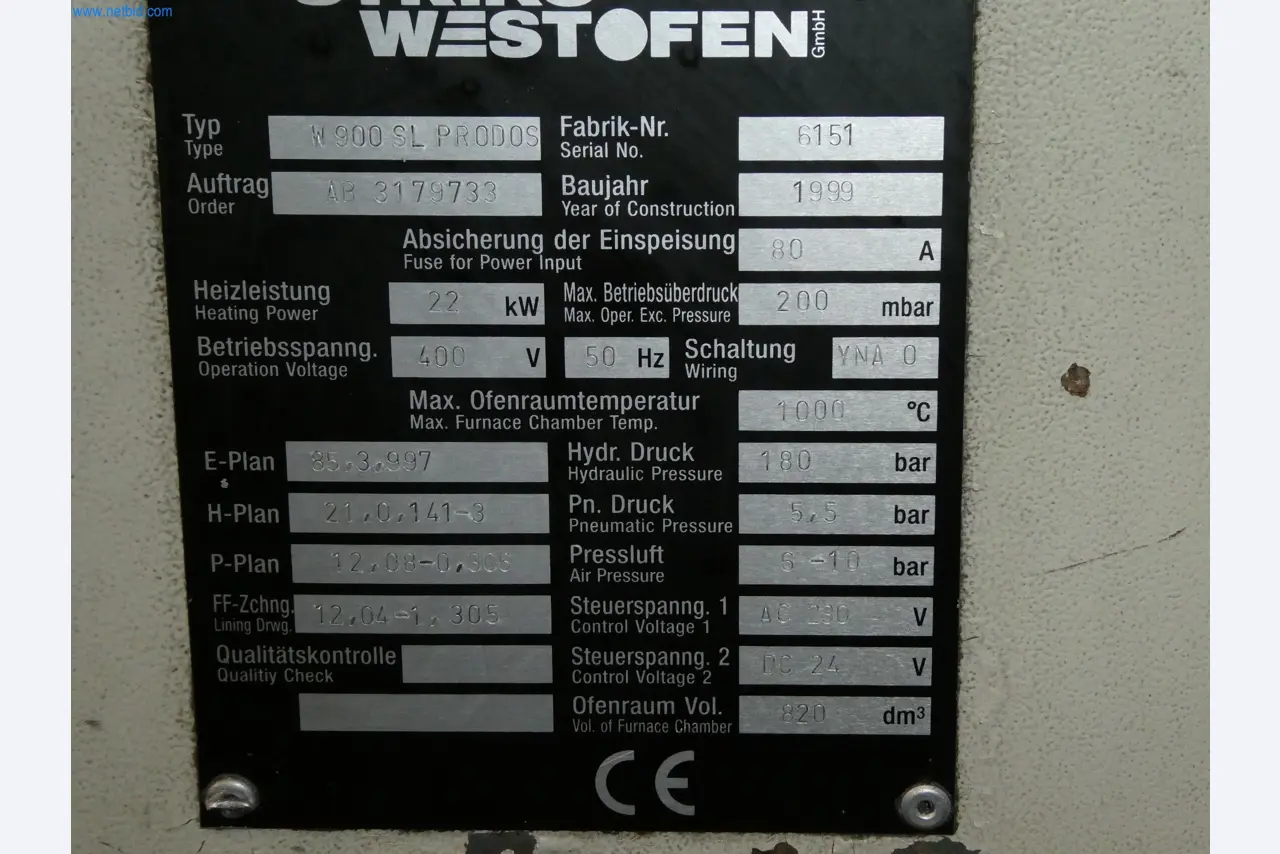 www.netbid.com
WESTOFEN GmbH
Typ
Type
W 900 SL PRODOS
Fabrik-Nr.
Serial No.
6151
Auftrag
Order
AB 3179733
Baujahr
Year of Construction
1999
Absicherung der Einspeisung
Fuse for Power Input
80 A
Heizleistung
Heating Power
22 kW
Max. Betriebsüberdruck
Max. Oper. Exc. Pressure
200 mbar
Betriebsspanng.
Operation Voltage
400 V
50 Hz
Schaltung
Wiring
YNA 0
Max. Ofenraumtemperatur
Max. Furnace Chamber Temp.
1000 °C
E-Plan
85,3,997
Hydr. Druck
Hydraulic Pressure
180 bar
H-Plan
21,0,141-3
Pn. Druck
Pneumatic Pressure
5,5 bar
P-Plan
Pressluft
Air Pressure
6-10 bar
FF-Zchng.
Lining Drwg.
12,04-1,305
Steuerspanng. 1
Control Voltage 1
AC 230 V
Qualitätskontrolle
Qualitiy Check
Steuerspanng. 2
Control Voltage 2
DC 24 V
Ofenraum Vol.
Vol. of Furnace Chamber
820 dm³
CE